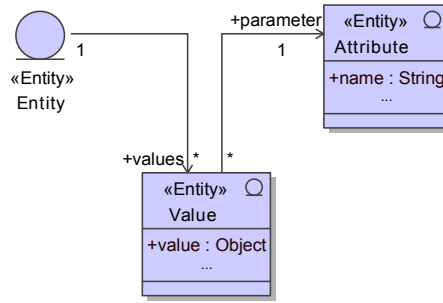 +parameter
1
«Entity»
Attribute
+name : String
...
1
«Entity»
Entity
+values
*
*
«Entity»
Value
+value : Object
...